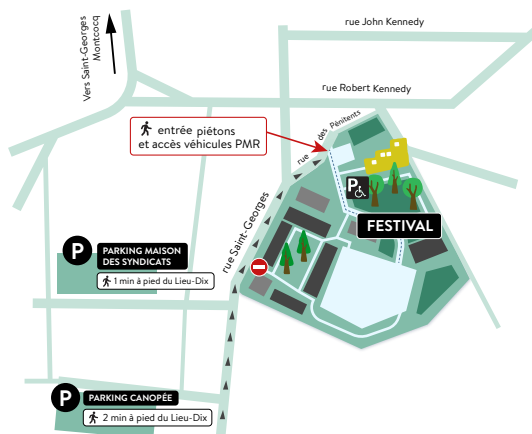 rue John Kennedy
Vers Saint-Georges
Montcocq
rue Robert Kennedy
rue des Pénitents
entrée piétons
et accès véhicules PMR
P
FESTIVAL
rue Saint-Georges
P
PARKING MAISON
DES SYNDICATS
1 min à pied du Lieu-Dix
P
PARKING CANOPÉE
2 min à pied du Lieu-Dix